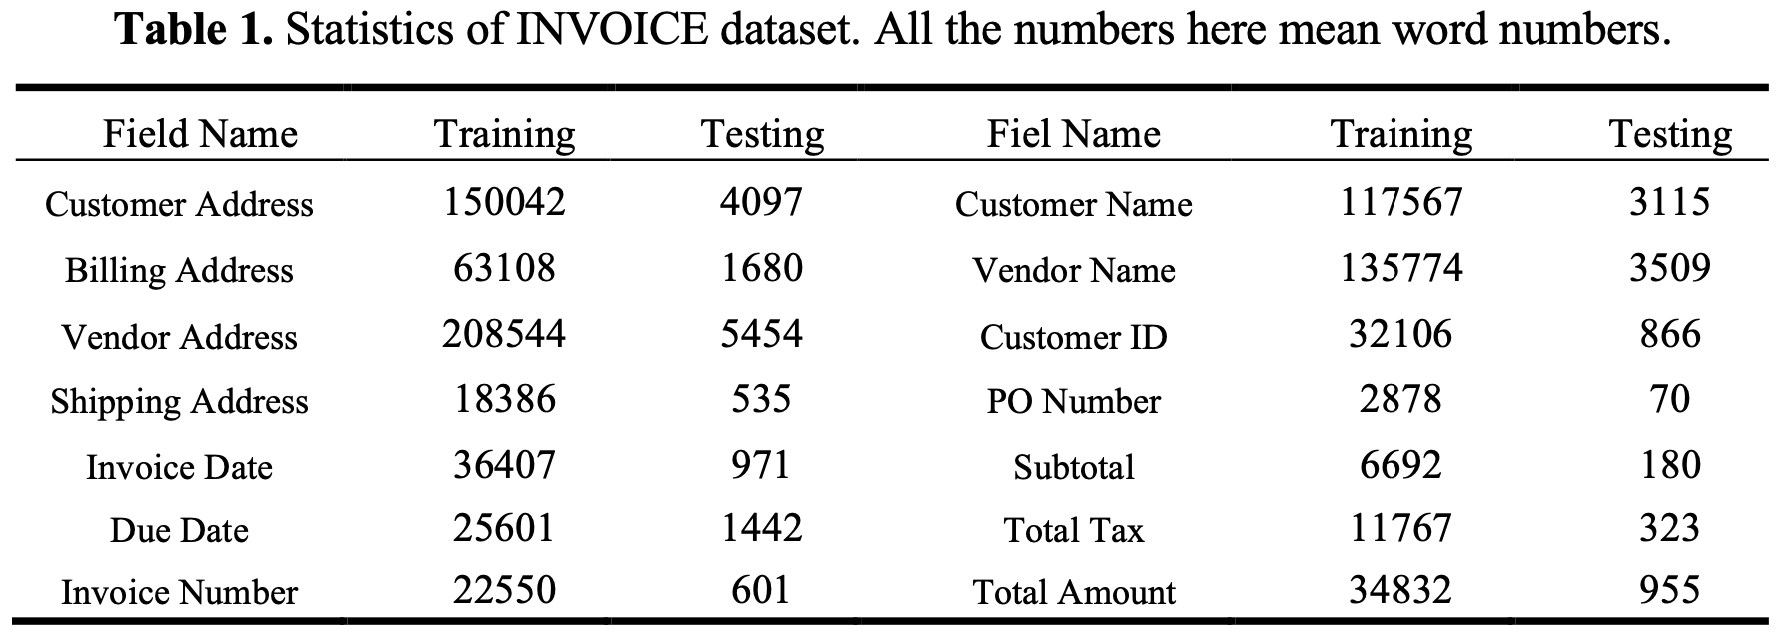 Table 1. Statistics of INVOICE dataset. All the numbers here mean word numbers.
Field Name Training Testing Fiel Name Training Testing
Customer Address 150042 4097 Customer Name 117567 3115
Billing Address 63108 1680 Vendor Name 135774 3509
Vendor Address 208544 5454 Customer ID 32106 866
Shipping Address 18386 535 PO Number 2878 70
Invoice Date 36407 971 Subtotal 6692 180
Due Date 25601 1442 Total Tax 11767 323
Invoice Number 22550 601 Total Amount 34832 955